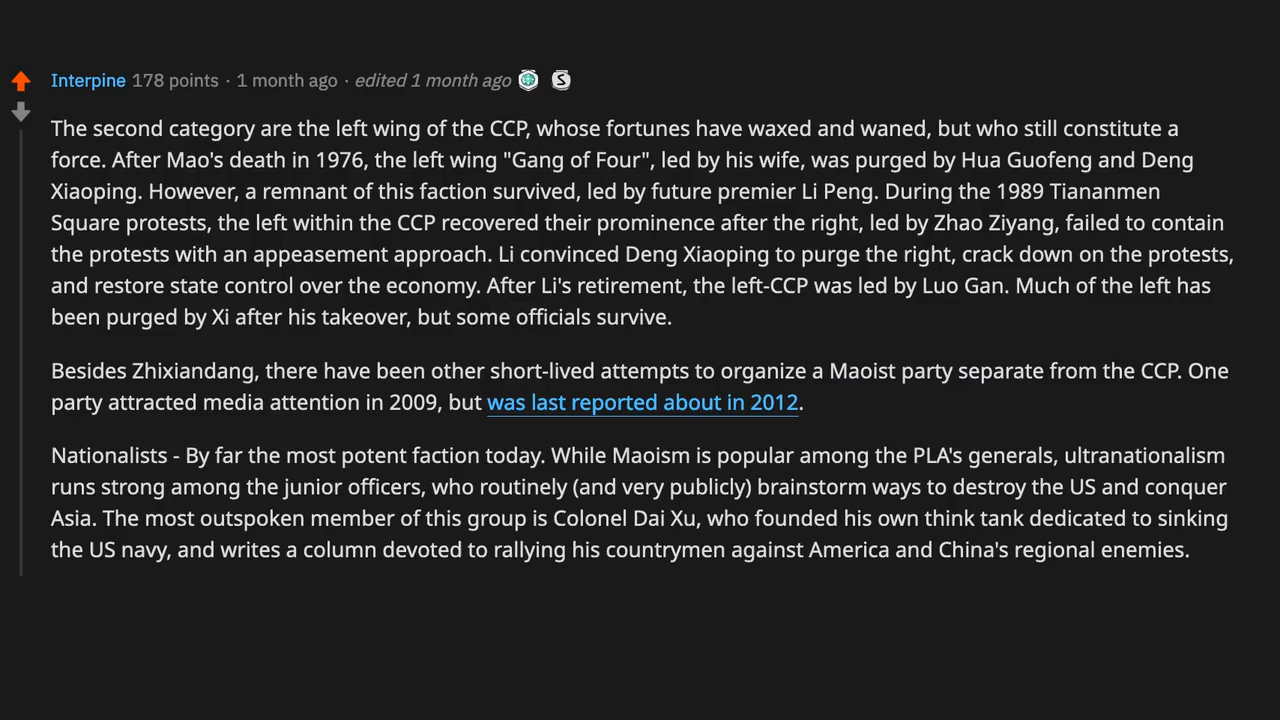 Interpine 178 points · 1 month ago · edited 1 month ago
The second category are the left wing of the CCP, whose fortunes have waxed and waned, but who still constitute a
force. After Mao's death in 1976, the left wing "Gang of Four", led by his wife, was purged by Hua Guofeng and Deng
Xiaoping. However, a remnant of this faction survived, led by future premier Li Peng. During the 1989 Tiananmen
Square protests, the left within the CCP recovered their prominence after the right, led by Zhao Ziyang, failed to contain
the protests with an appeasement approach. Li convinced Deng Xiaoping to purge the right, crack down on the protests,
and restore state control over the economy. After Li's retirement, the left-CCP was led by Luo Gan. Much of the left has
been purged by Xi after his takeover, but some officials survive.
Besides Zhixiandang, there have been other short-lived attempts to organize a Maoist party separate from the CCP. One
party attracted media attention in 2009, but was last reported about in 2012.
Nationalists - By far the most potent faction today. While Maoism is popular among the PLA's generals, ultranationalism
runs strong among the junior officers, who routinely (and very publicly) brainstorm ways to destroy the US and conquer
Asia. The most outspoken member of this group is Colonel Dai Xu, who founded his own think tank dedicated to sinking
the US navy, and writes a column devoted to rallying his countrymen against America and China's regional enemies.